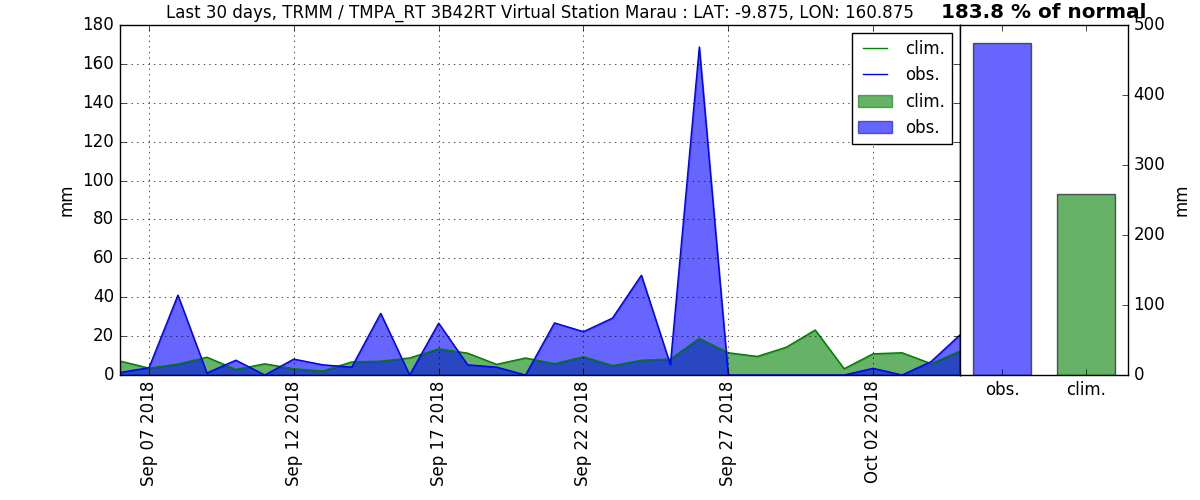 Last 30 days, TRMM / TMPA_RT 3B42RT Virtual Station Marau : LAT: -9.875, LON: 160.875
183.8 % of normal
180
160
140
120
100
80
60
40
20
0
mm
clim.
obs.
clim.
obs.
Sep 07 2018
Sep 12 2018
Sep 17 2018
Sep 22 2018
Sep 27 2018
Oct 02 2018
500
400
300
200
100
0
mm
obs.
clim.